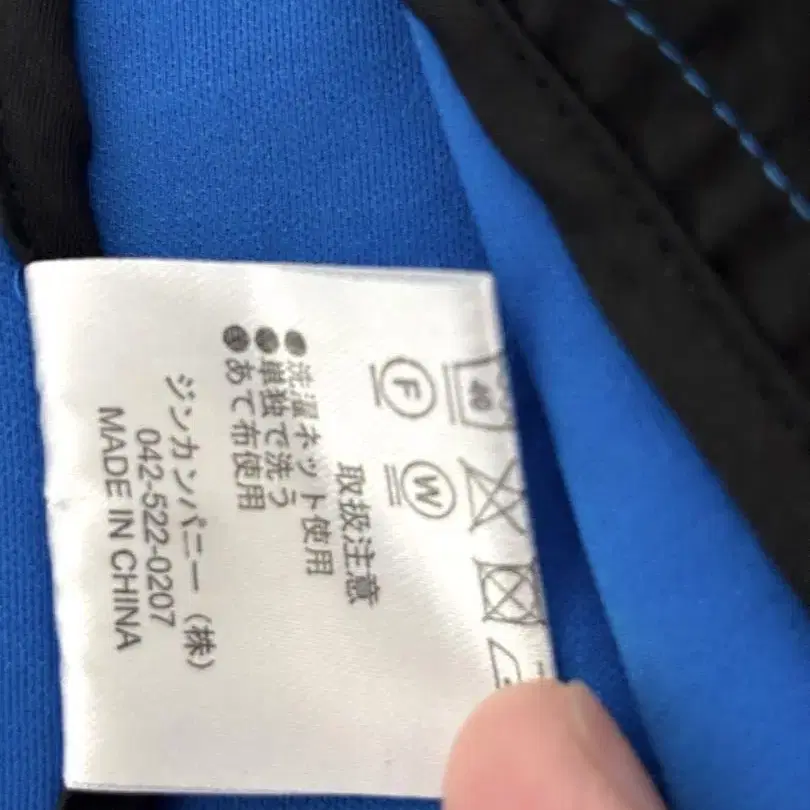 40
F
W
取扱注意
●洗濯ネット使用
●単独で洗う
●あて布使用
ジンカンパニー(株)
042-522-0207
MADE IN CHINA